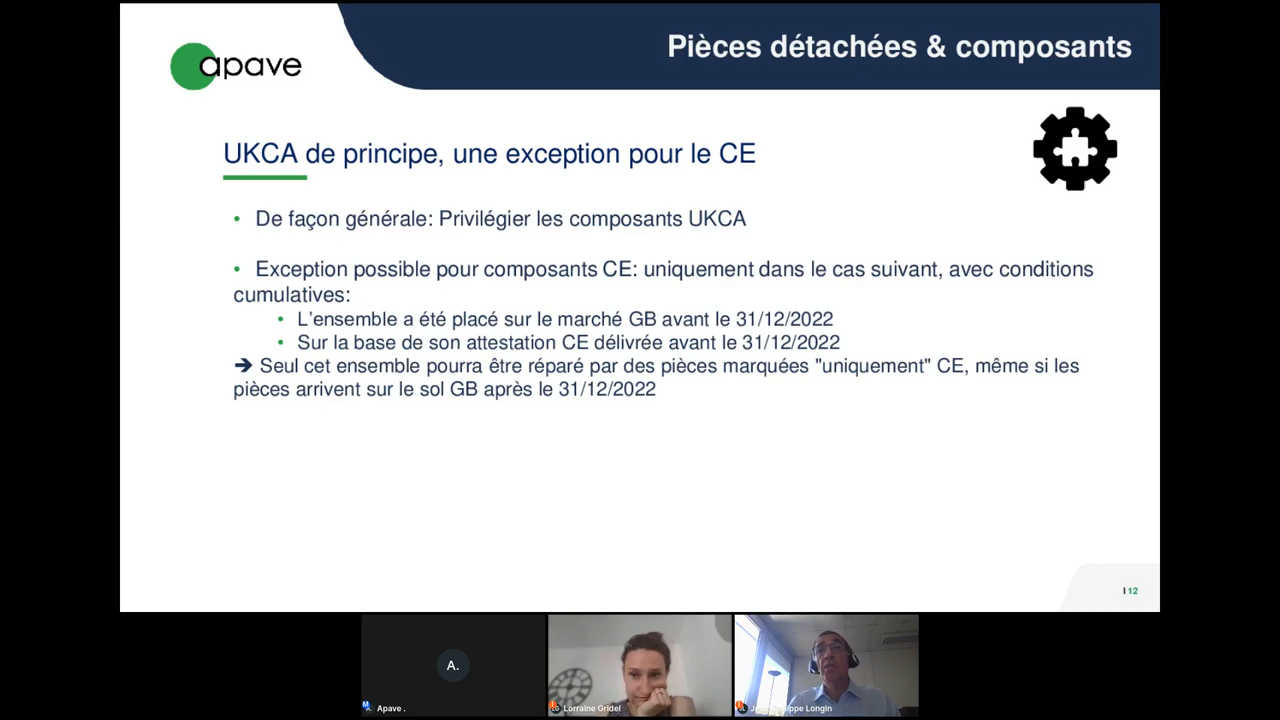 apave
Pièces détachées & composants
UKCA de principe, une exception pour le CE
• De façon générale: Privilégier les composants UKCA
• Exception possible pour composants CE: uniquement dans le cas suivant, avec conditions
cumulatives:
• L'ensemble a été placé sur le marché GB avant le 31/12/2022
• Sur la base de son attestation CE délivrée avant le 31/12/2022
➔ Seul cet ensemble pourra être réparé par des pièces marquées "uniquement" CE, même si les
pièces arrivent sur le sol GB après le 31/12/2022
I 12
A.
Apave .
Lorraine Gridel
Longin